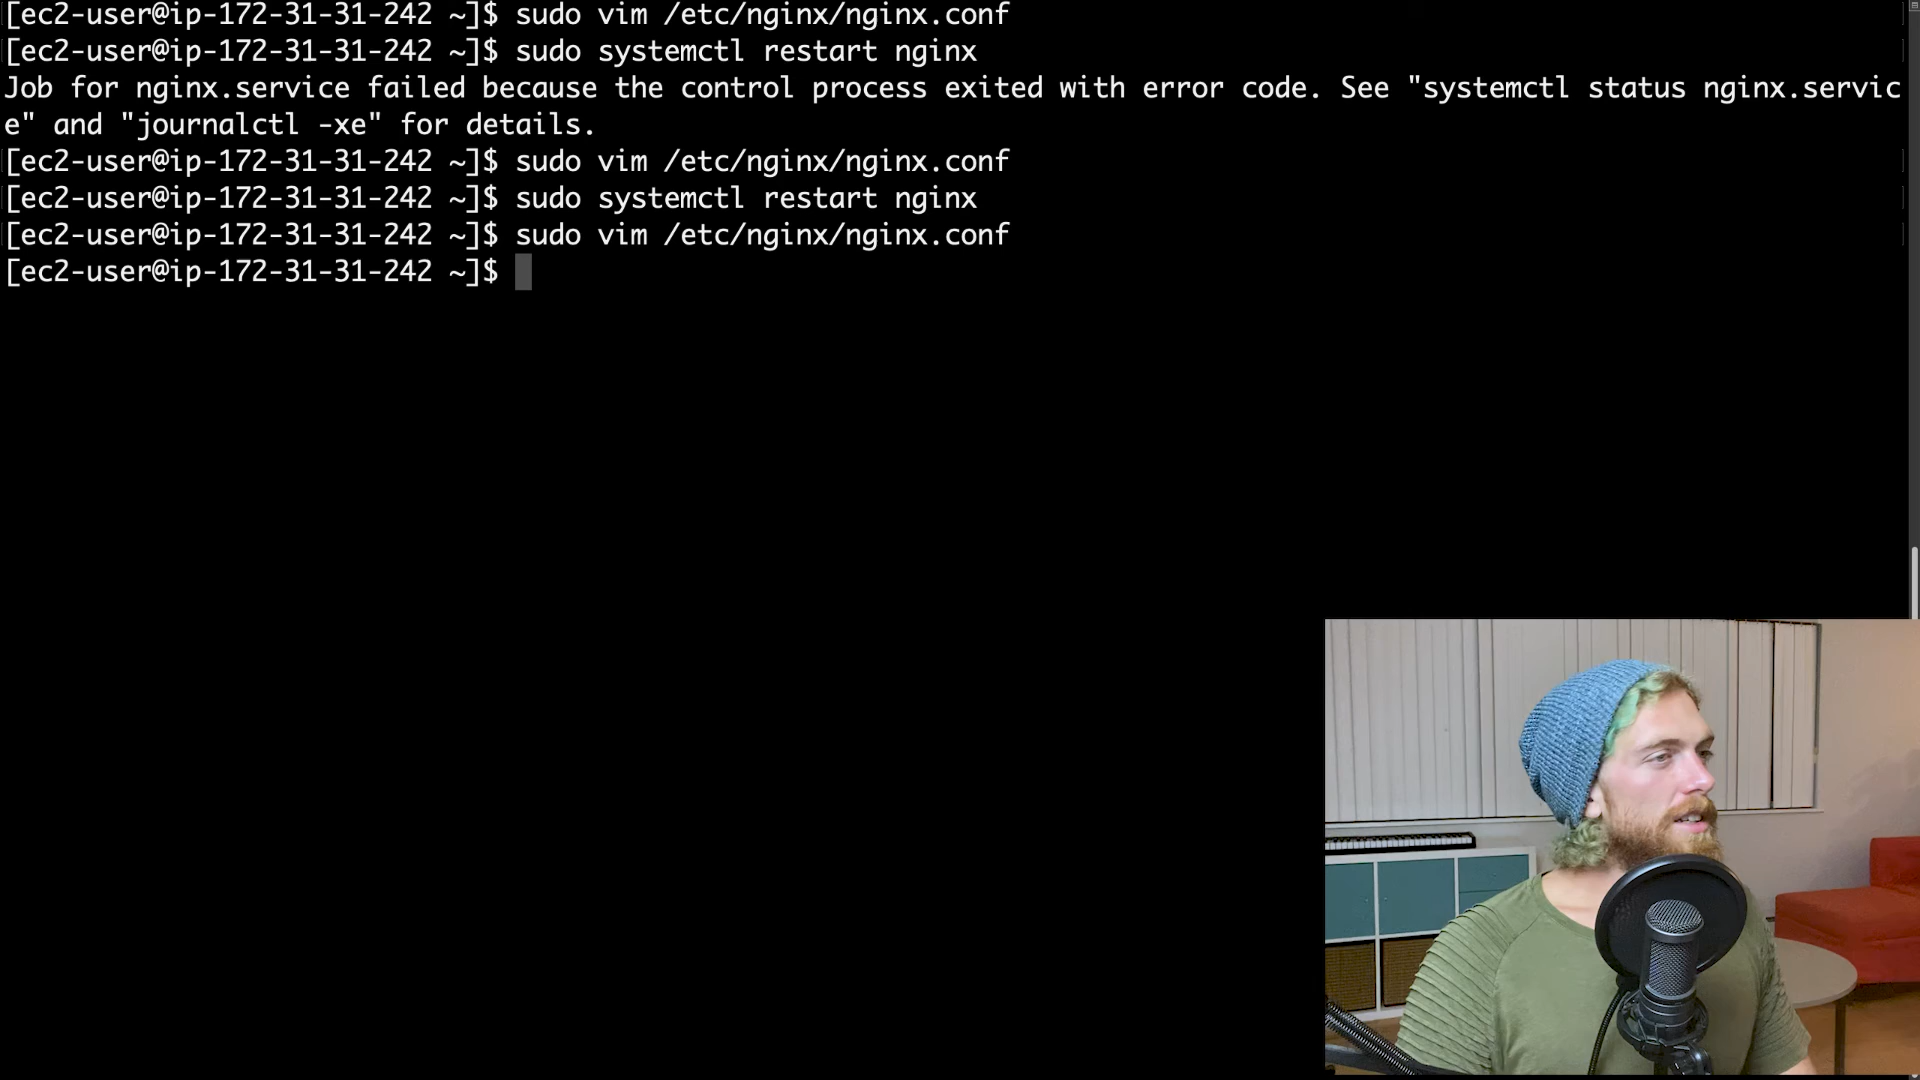 [ec2-user@ip-172-31-31-242 ~]$ sudo vim /etc/nginx/nginx.conf
[ec2-user@ip-172-31-31-242 ~]$ sudo systemctl restart nginx
Job for nginx.service failed because the control process exited with error code. See "systemctl status nginx.servic
e" and "journalctl -xe" for details.
[ec2-user@ip-172-31-31-242 ~]$ sudo vim /etc/nginx/nginx.conf
[ec2-user@ip-172-31-31-242 ~]$ sudo systemctl restart nginx
[ec2-user@ip-172-31-31-242 ~]$ sudo vim /etc/nginx/nginx.conf
[ec2-user@ip-172-31-31-242 ~]$